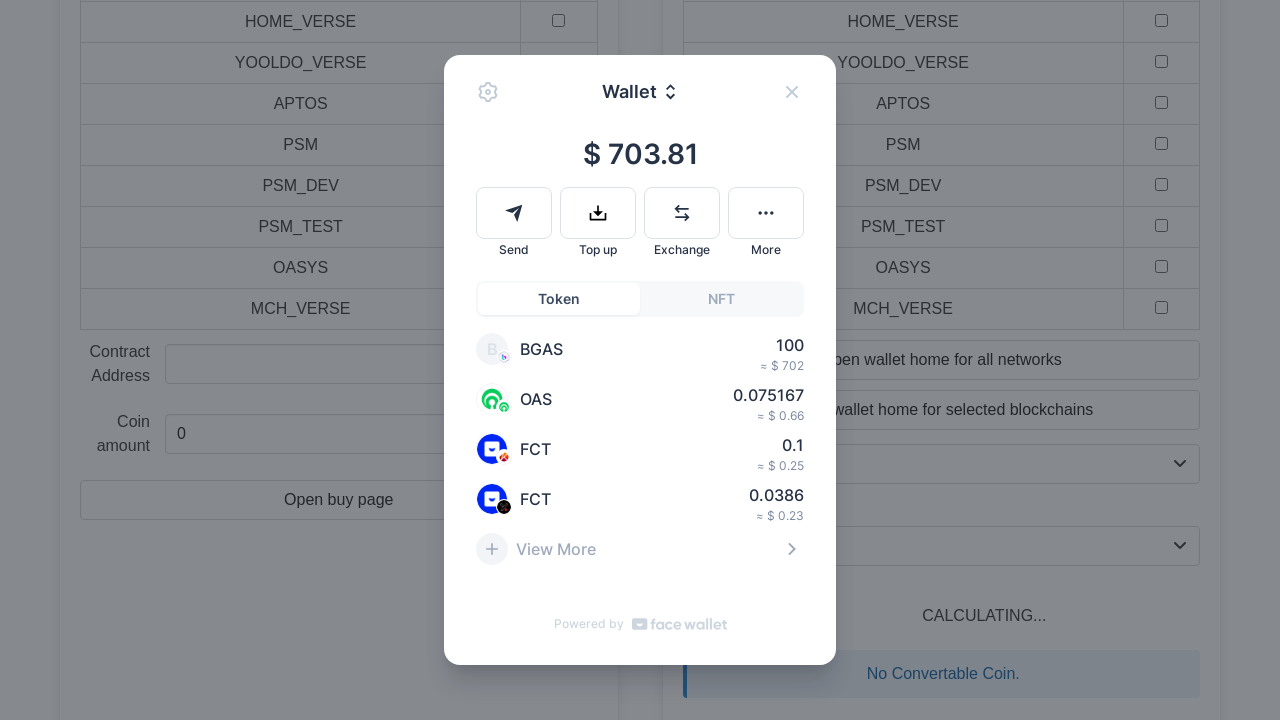 HOME_VERSE
HOME_VERSE
YOOLDO_VERSE
YOOLDO_VERSE
APTOS
APTOS
PSM
PSM
PSM_DEV
PSM_DEV
PSM_TEST
PSM_TEST
OASYS
OASYS
MCH_VERSE
MCH_VERSE
Contract
Address
Coin
amount
0
Open buy page
pen wallet home for all networks
wallet home for selected blockchains
CALCULATING...
No Convertable Coin.
Wallet
$ 703.81
Send
Top up
Exchange
More
Token
NFT
B
BGAS
100
≈ $ 702
OAS
0.075167
≈ $ 0.66
FCT
0.1
≈ $ 0.25
FCT
0.0386
≈ $ 0.23
View More
Powered by face wallet